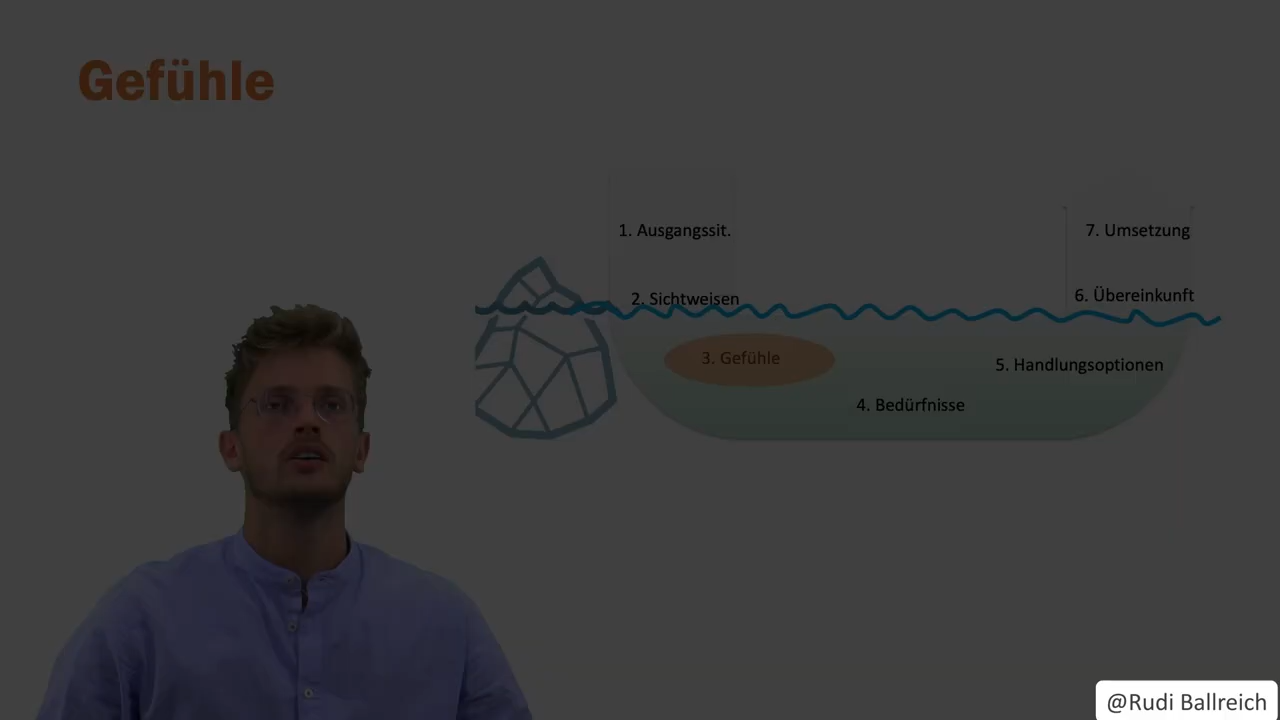 Gefühle
1. Ausgangssit.
7. Umsetzung
2. Sichtweisen
6. Übereinkunft
3. Gefühle
5. Handlungsoptionen
4. Bedürfnisse
@Rudi Ballreich